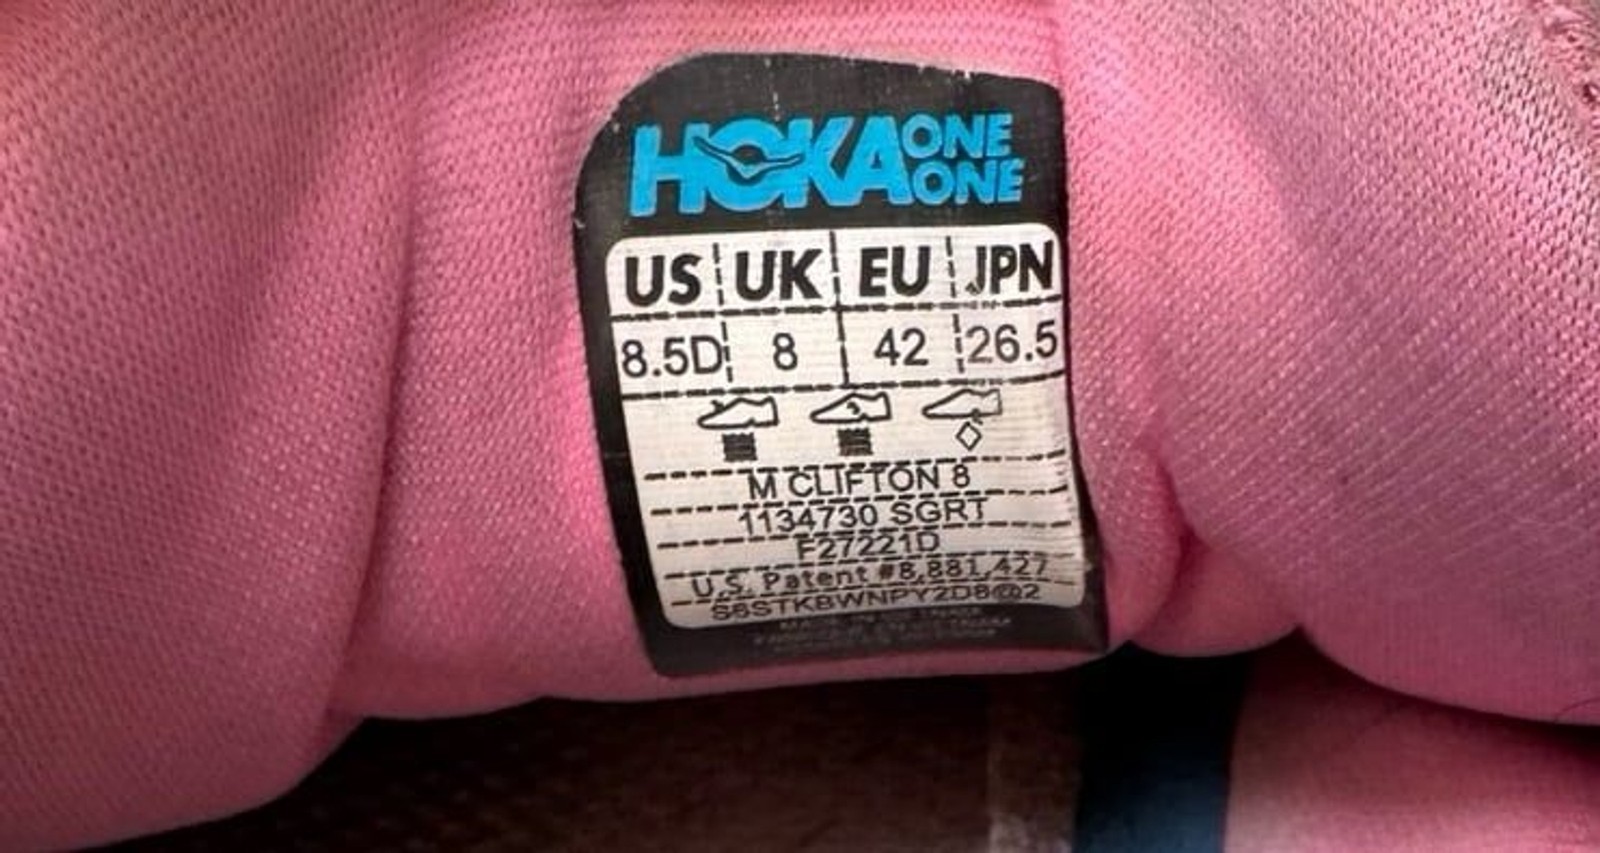 HOKA ONE ONE
US UK EU JPN
8.5D 8 42 26.5
M CLIFTON 8
1134730 SGRT
F27221D
U.S. Patent #8,881,427
S6STKBWNPY2D8@2